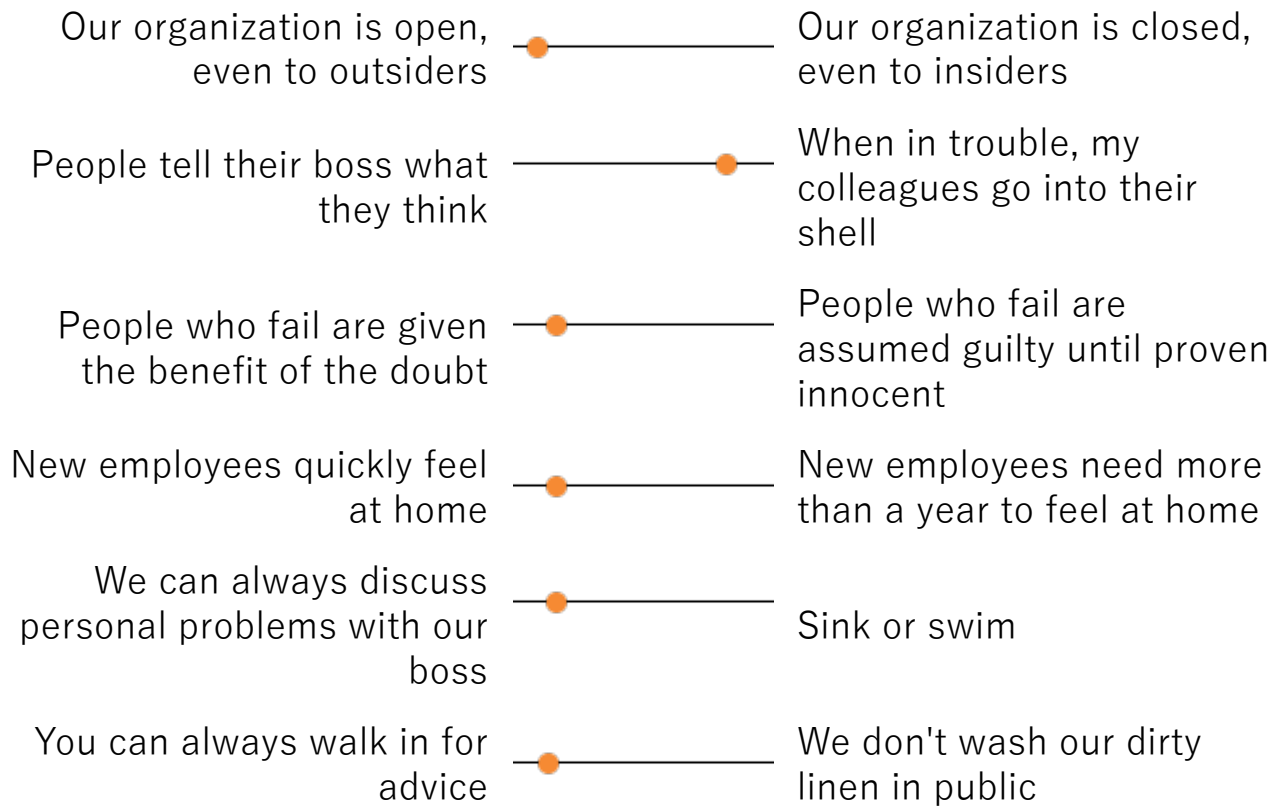 Our organization is open,
even to outsiders
Our organization is closed,
even to insiders
People tell their boss what
they think
When in trouble, my
colleagues go into their
shell
People who fail are given
the benefit of the doubt
People who fail are
assumed guilty until proven
innocent
New employees quickly feel
at home
New employees need more
than a year to feel at home
We can always discuss
personal problems with our
boss
Sink or swim
You can always walk in for
advice
We don't wash our dirty
linen in public